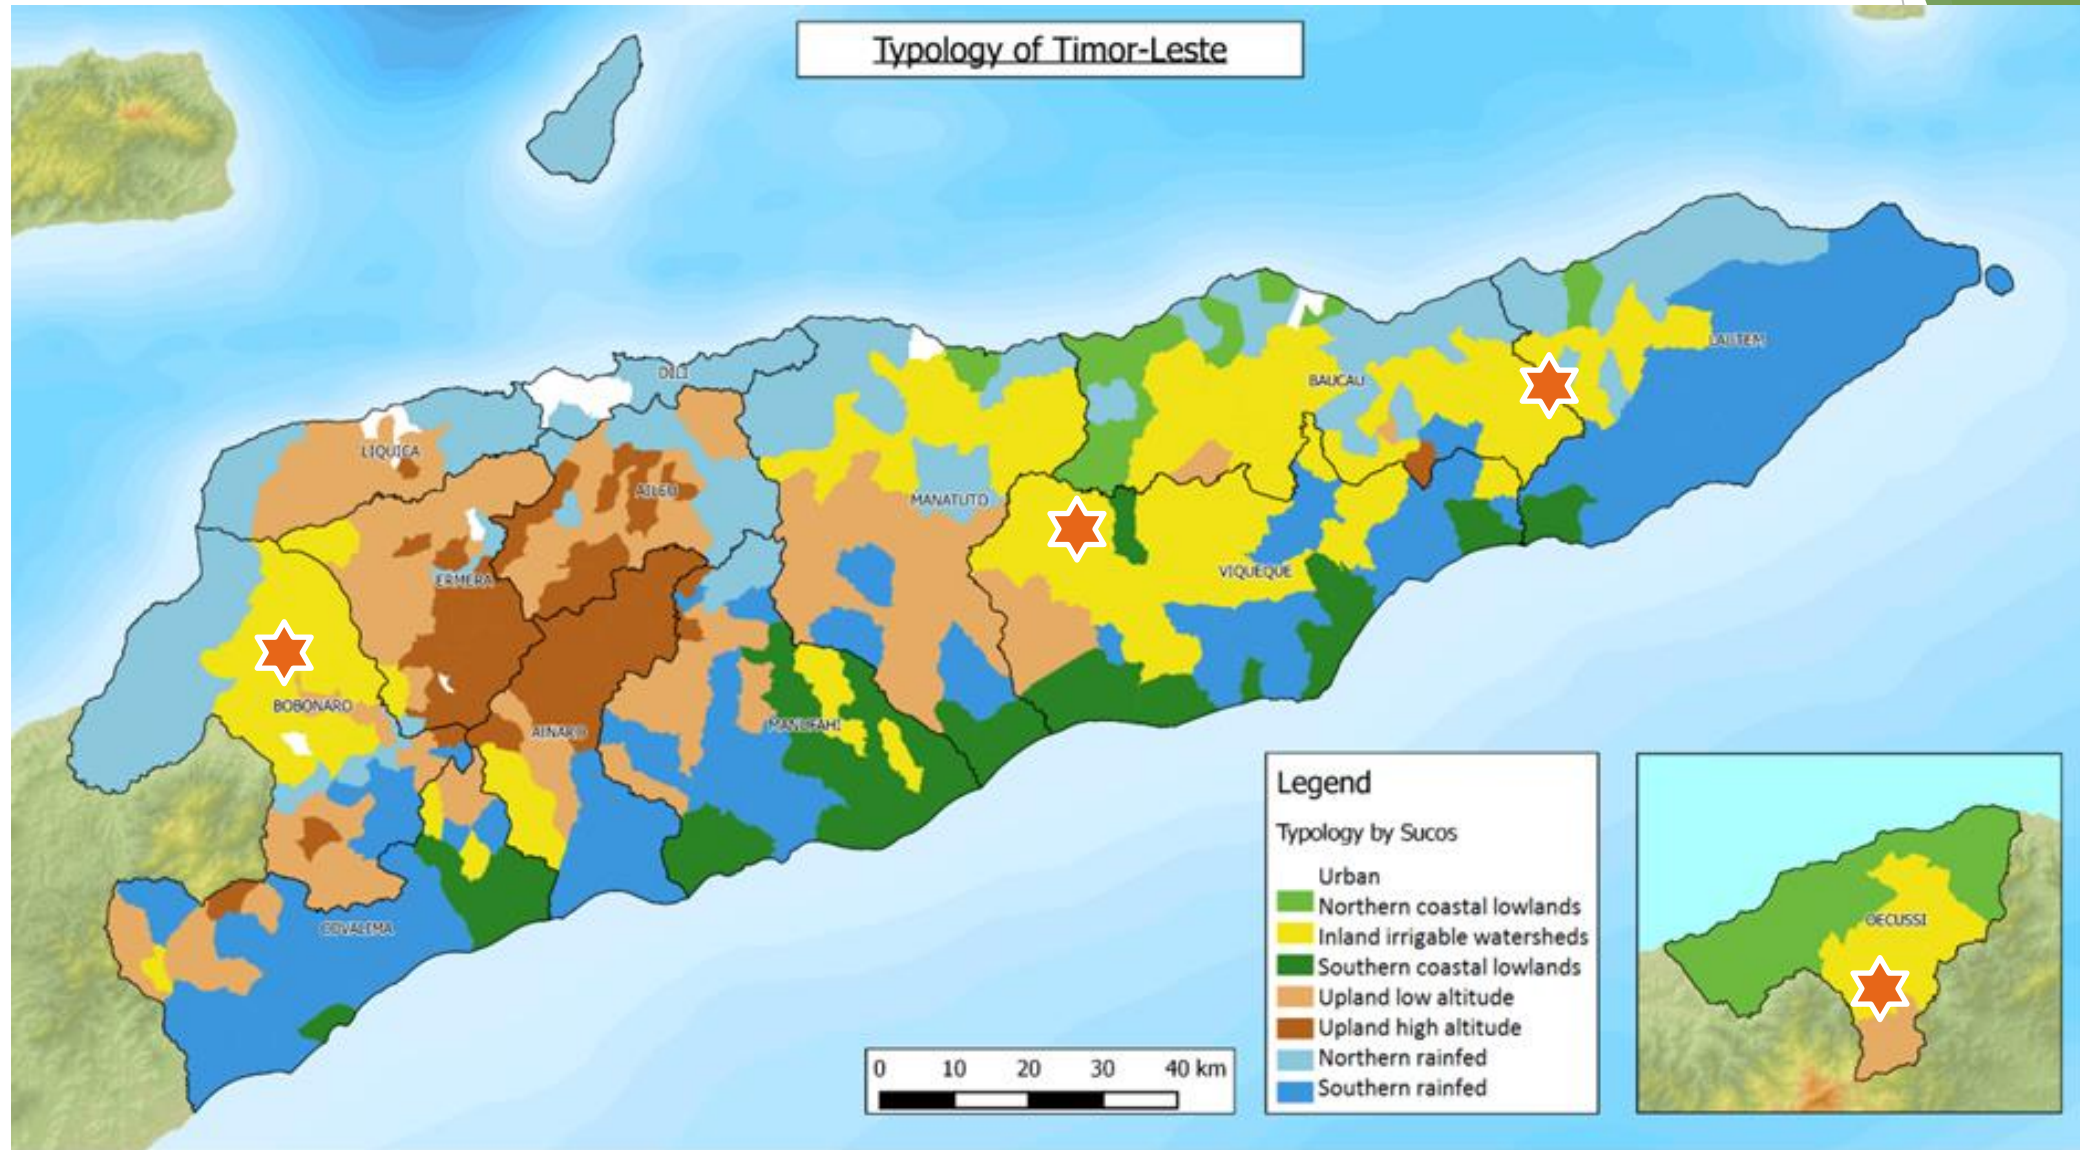 Typology of Timor-Leste
DILI
LAUTEM
BAUCAU
LIQUICA
AILEU
MANATUTO
ERMERA
VIQUEQUE
BOBONARO
MANUFAHI
AINARO
COVALIMA
OECUSSI
Legend
Typology by Sucos
Urban
Northern coastal lowlands
Inland irrigable watersheds
Southern coastal lowlands
Upland low altitude
Upland high altitude
Northern rainfed
Southern rainfed
0 10 20 30 40 km